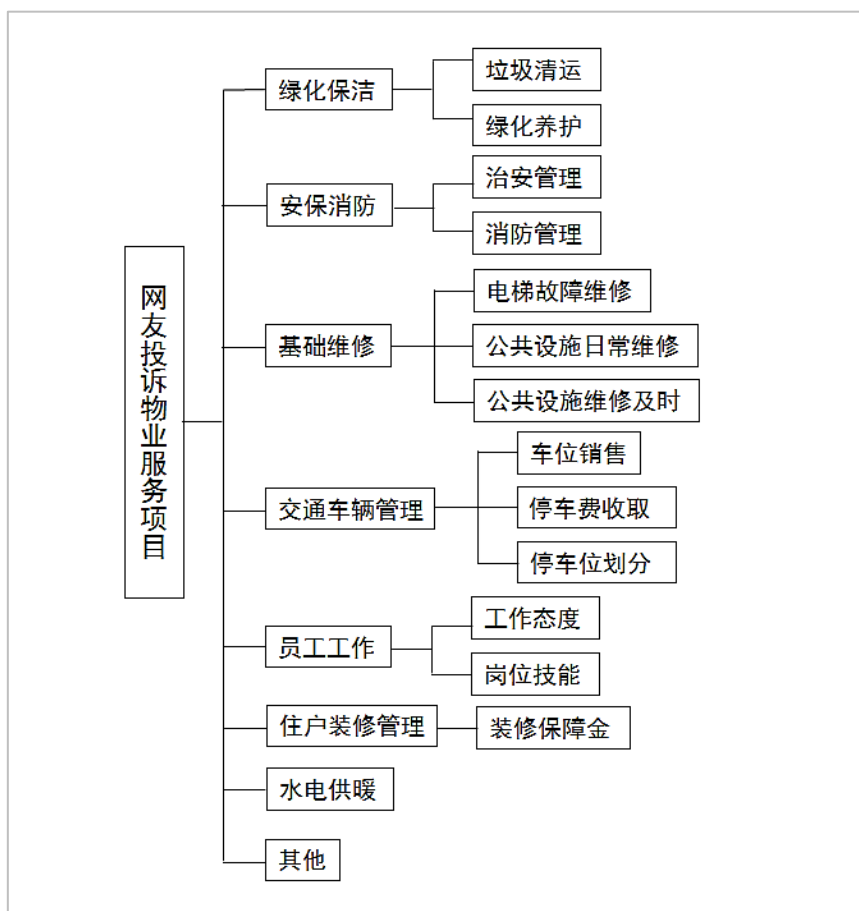 网友投诉物业服务项目
绿化保洁
垃圾清运
绿化养护
安保消防
治安管理
消防管理
基础维修
电梯故障维修
公共设施日常维修
公共设施维修及时
交通车辆管理
车位销售
停车费收取
停车位划分
员工工作
工作态度
岗位技能
住户装修管理
装修保障金
水电供暖
其他